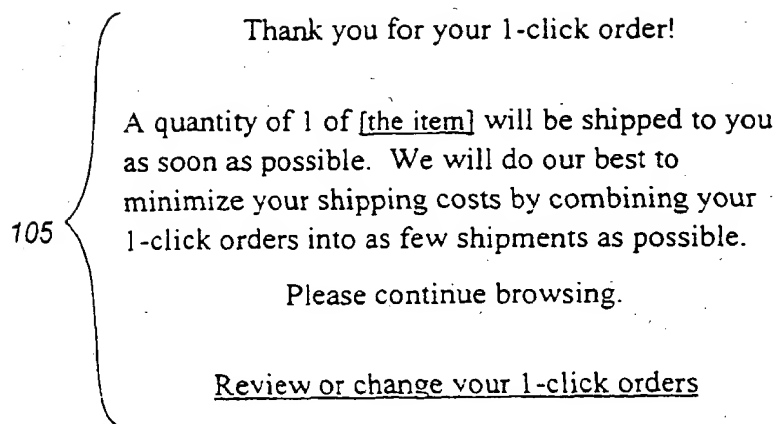 Thank you for your 1-click order!
A quantity of 1 of [the item] will be shipped to you
as soon as possible. We will do our best to
minimize your shipping costs by combining your
105
1-click orders into as few shipments as possible.
Please continue browsing.
Review or change your 1-click orders